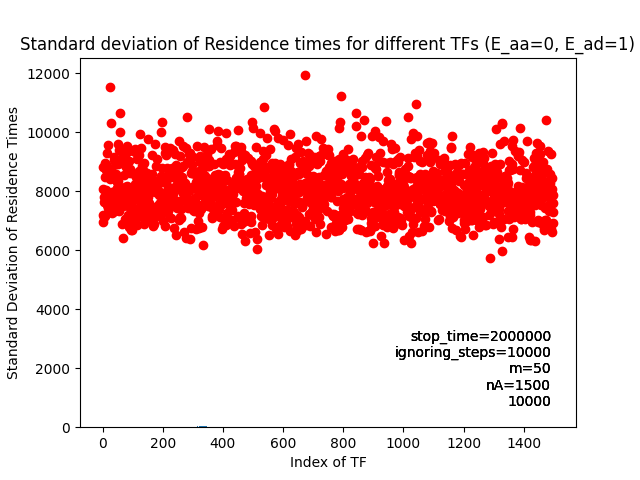 Standard deviation of Residence times for different TFs (E_aa=0, E_ad=1)
Standard Deviation of Residence Times
12000
10000
8000
6000
4000
2000
0
stop_time=2000000
ignoring_steps=10000
m=50
nA=1500
10000
0 200 400 600 800 1000 1200 1400
Index of TF